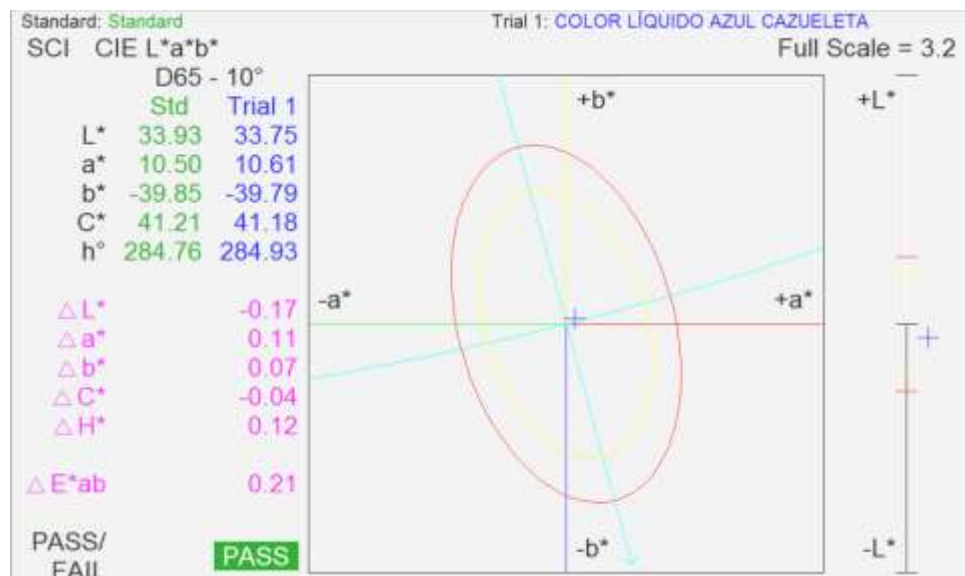 Standard: Standard
Trial 1: COLOR LÍQUIDO AZUL CAZUELETA
SCI CIE L*a*b*
Full Scale = 3.2
D65 - 10°
Std Trial 1
L* 33.93 33.75
a* 10.50 10.61
b* -39.85 -39.79
C* 41.21 41.18
h° 284.76 284.93
△L* -0.17
△a* 0.11
△b* 0.07
△C* -0.04
△H* 0.12
△E*ab 0.21
PASS/
FAIL
PASS
+b*
-a*
+a*
-b*
+L*
-L*